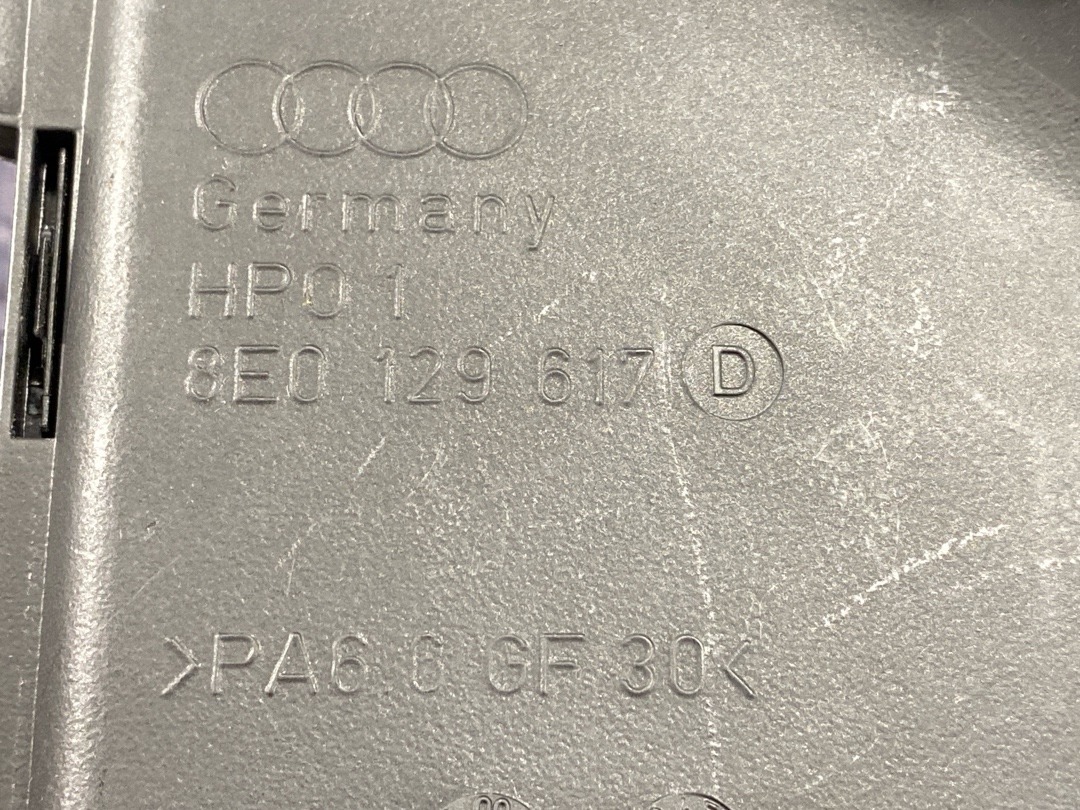 Germany
HPO 1
8E0 129 617 D
>PA6.6 GF 30<